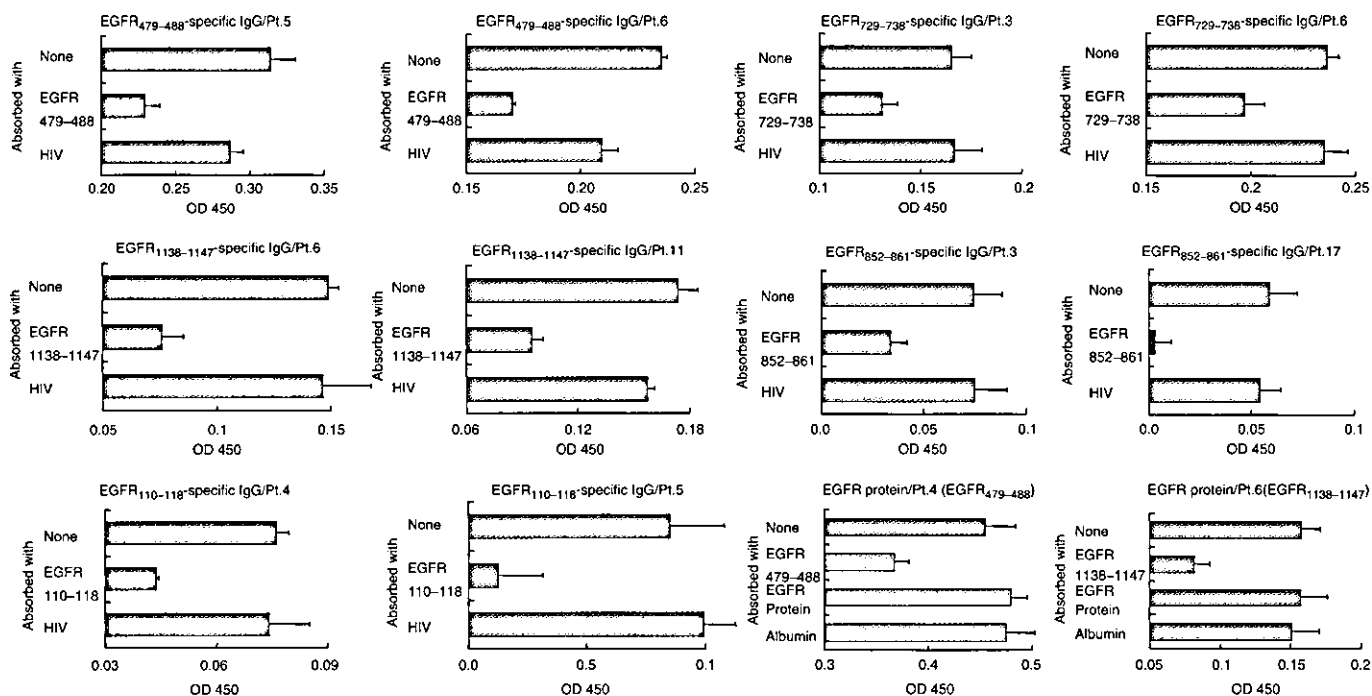 EGFR479–488-specific IgG/Pt.5
Absorbed with
None
EGFR
479–488
HIV
0.20 0.25 0.30 0.35
OD 450
EGFR479–488-specific IgG/Pt.6
Absorbed with
None
EGFR
479–488
HIV
0.15 0.20 0.25
OD 450
EGFR729–738-specific IgG/Pt.3
Absorbed with
None
EGFR
729–738
HIV
0.1 0.15 0.2
OD 450
EGFR729–738-specific IgG/Pt.6
Absorbed with
None
EGFR
729–738
HIV
0.15 0.2 0.25
OD 450
EGFR1138–1147-specific IgG/Pt.6
Absorbed with
None
EGFR
1138–1147
HIV
0.05 0.1 0.15
OD 450
EGFR1138–1147-specific IgG/Pt.11
Absorbed with
None
EGFR
1138–1147
HIV
0.06 0.12 0.18
OD 450
EGFR852–861-specific IgG/Pt.3
Absorbed with
None
EGFR
852–861
HIV
0.0 0.05 0.1
OD 450
EGFR852–861-specific IgG/Pt.17
Absorbed with
None
EGFR
852–861
HIV
0.0 0.05 0.1
OD 450
EGFR110–118-specific IgG/Pt.4
Absorbed with
None
EGFR
110–118
HIV
0.03 0.06 0.09
OD 450
EGFR110–118-specific IgG/Pt.5
Absorbed with
None
EGFR
110–118
HIV
0.0 0.5 0.1
OD 450
EGFR protein/Pt.4 (EGFR479–488)
Absorbed with
None
EGFR
479–488
EGFR
Protein
Albumin
0.3 0.4 0.5
OD 450
EGFR protein/Pt.6(EGFR1138–1147)
Absorbed with
None
EGFR
1138–1147
EGFR
Protein
Albumin
0.05 0.1 0.15 0.2
OD 450